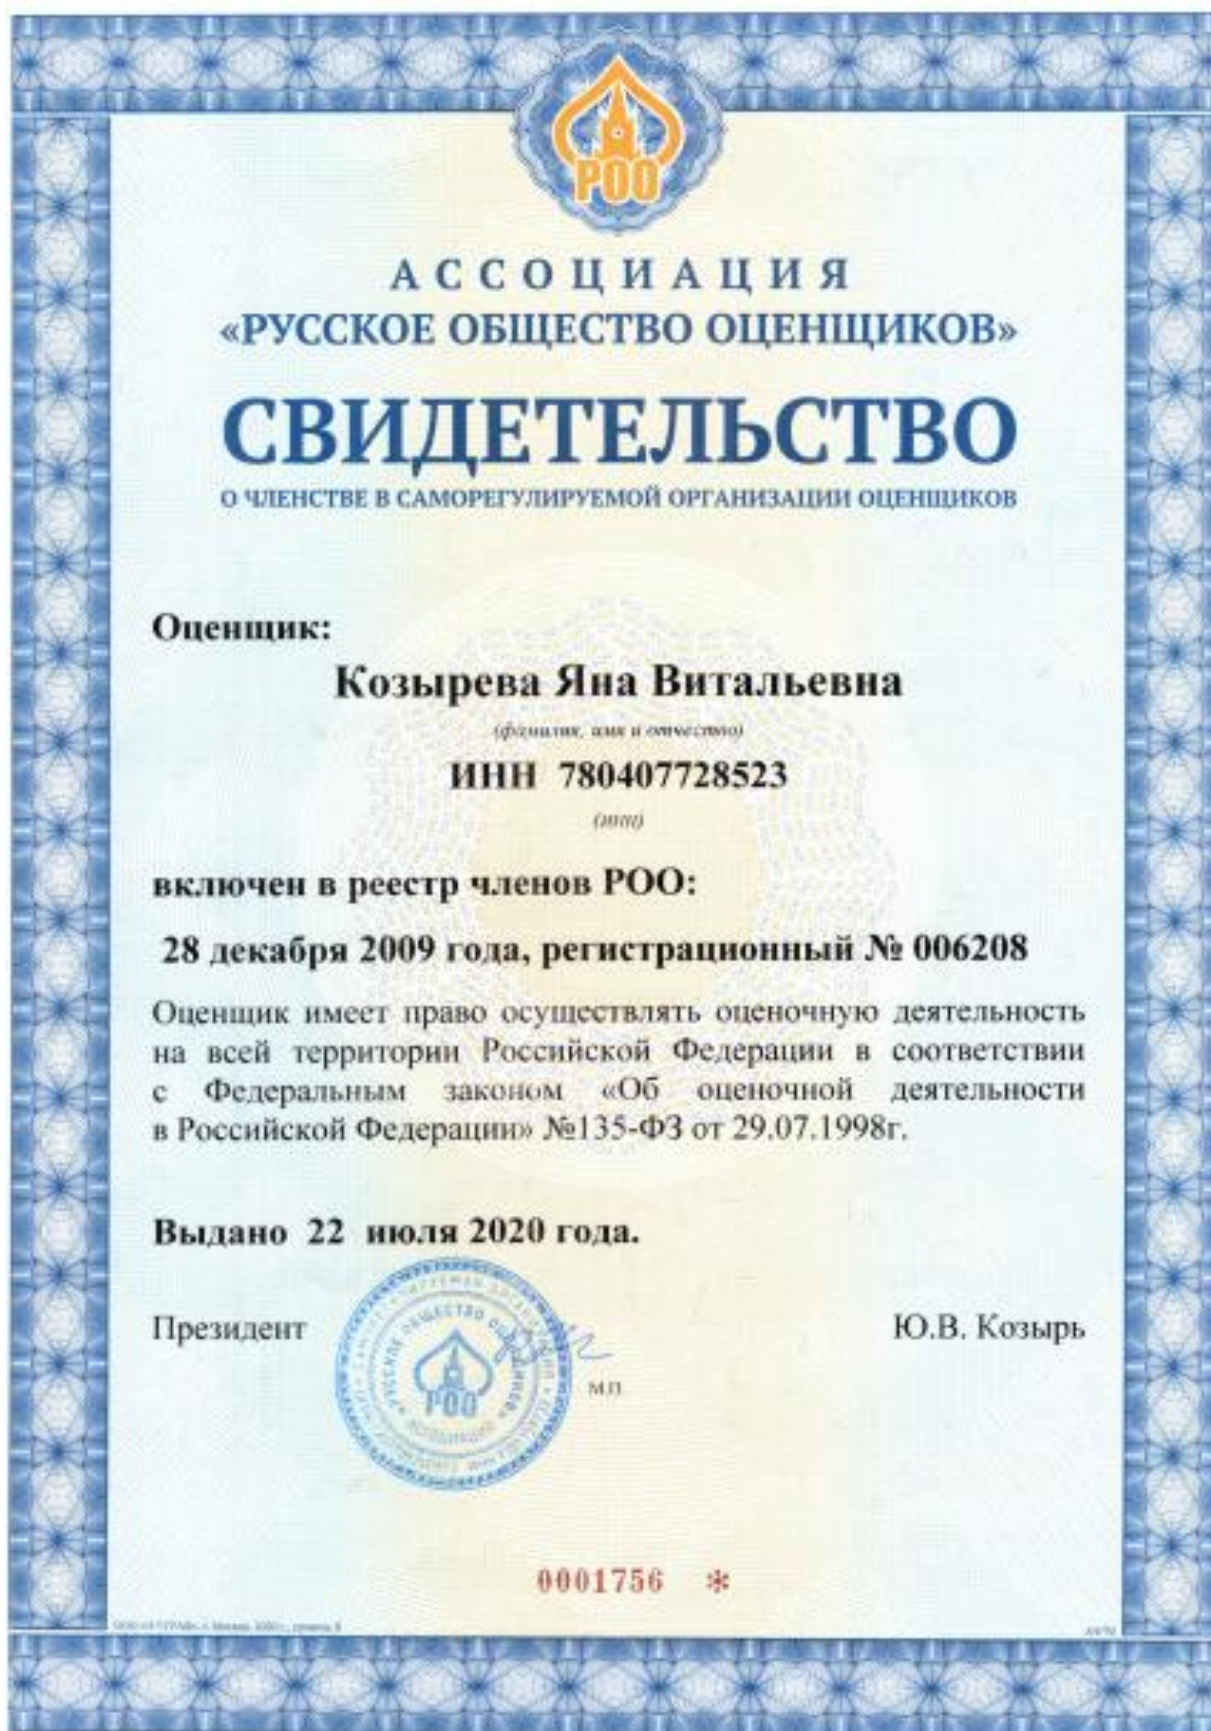 РОО
АССОЦИАЦИЯ
«РУССКОЕ ОБЩЕСТВО ОЦЕНЩИКОВ»
СВИДЕТЕЛЬСТВО
О ЧЛЕНСТВЕ В САМОРЕГУЛИРУЕМОЙ ОРГАНИЗАЦИИ ОЦЕНЩИКОВ
Оценщик:
Козырева Яна Витальевна
(фамилия, имя и отчество)
ИНН 780407728523
(инн)
включен в реестр членов РОО:
28 декабря 2009 года, регистрационный № 006208
Оценщик имеет право осуществлять оценочную деятельность
на всей территории Российской Федерации в соответствии
с Федеральным законом «Об оценочной деятельности
в Российской Федерации» №135-ФЗ от 29.07.1998г.
Выдано 22 июля 2020 года.
Президент
Ю.В. Козырь
РУССКОЕ ОБЩЕСТВО ОЦЕНЩИКОВ
РОО
М.П.
0001756 *